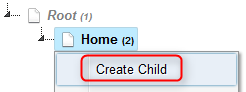 Root (1)
Home (2)
Create Child